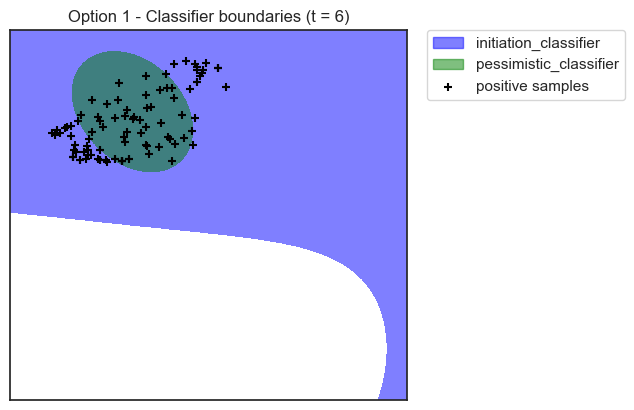 Option 1 - Classifier boundaries (t = 6)
initiation_classifier
pessimistic_classifier
positive samples